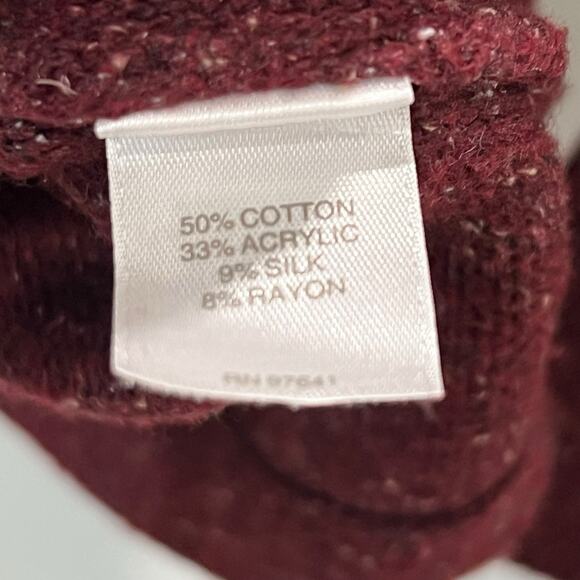 50% COTTON
33% ACRYLIC
9% SILK
8% RAYON
RN 97641